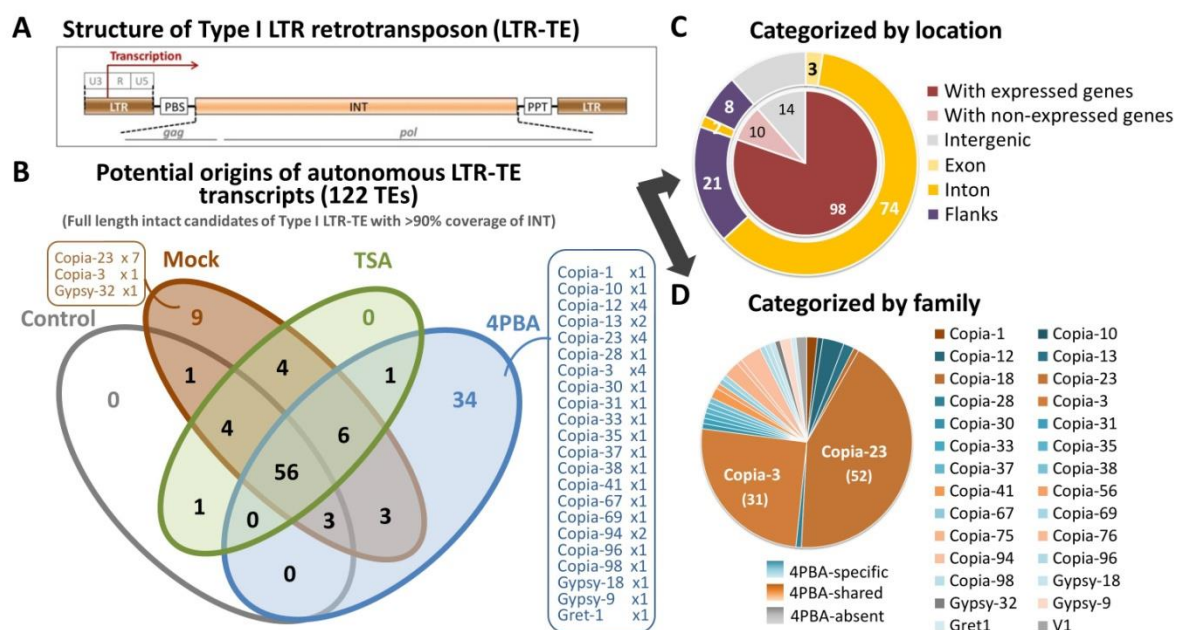 A Structure of Type I LTR retrotransposon (LTR-TE)
Transcription
U3 R U5
LTR PBS INT PPT LTR
gag pol
B Potential origins of autonomous LTR-TE
transcripts (122 TEs)
(Full length intact candidates of Type I LTR-TE with >90% coverage of INT)
Copia-23 x 7
Copia-3 x 1
Gypsy-32 x1
Control
Mock
TSA
4PBA
9
0
0
1
4
1
34
4
6
56
1
0
3
3
0
Copia-1 x1
Copia-10 x1
Copia-12 x4
Copia-13 x2
Copia-23 x4
Copia-28 x1
Copia-3 x4
Copia-30 x1
Copia-31 x1
Copia-33 x1
Copia-35 x1
Copia-37 x1
Copia-38 x1
Copia-41 x1
Copia-67 x1
Copia-69 x1
Copia-94 x2
Copia-96 x1
Copia-98 x1
Gypsy-18 x1
Gypsy-9 x1
Gret-1 x1
C Categorized by location
3
8
14
10
21
98
74
With expressed genes
With non-expressed genes
Intergenic
Exon
Inton
Flanks
D Categorized by family
Copia-3
(31)
Copia-23
(52)
4PBA-specific
4PBA-shared
4PBA-absent
Copia-1 Copia-10
Copia-12 Copia-13
Copia-18 Copia-23
Copia-28 Copia-3
Copia-30 Copia-31
Copia-33 Copia-35
Copia-37 Copia-38
Copia-41 Copia-56
Copia-67 Copia-69
Copia-75 Copia-76
Copia-94 Copia-96
Copia-98 Gypsy-18
Gypsy-32 Gypsy-9
Gret1 V1